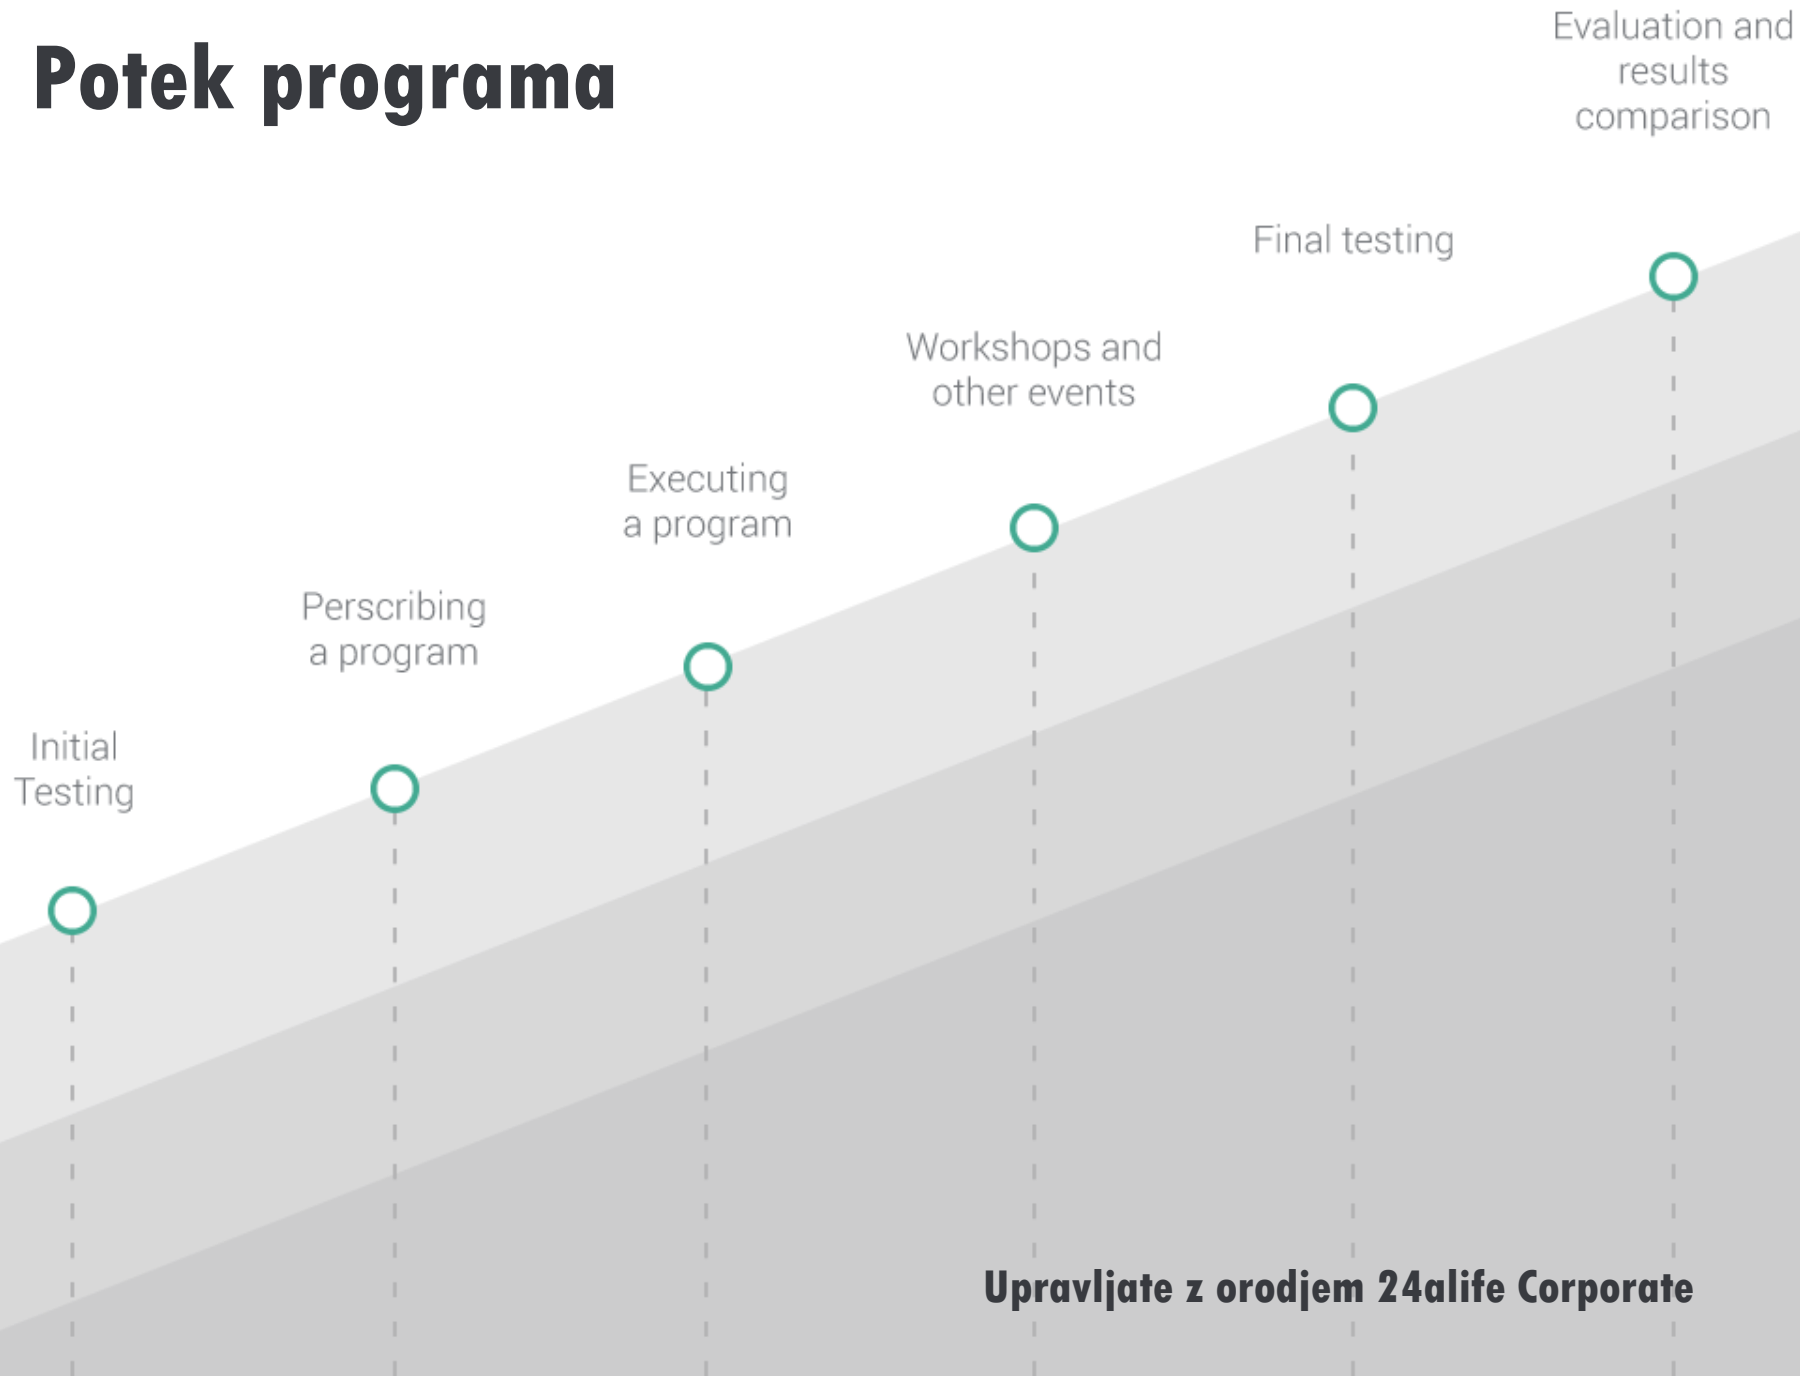 Potek programa
Initial
Testing
Perscribing
a program
Executing
a program
Workshops and
other events
Final testing
Evaluation and
results
comparison
Upravljate z orodjem 24alife Corporate